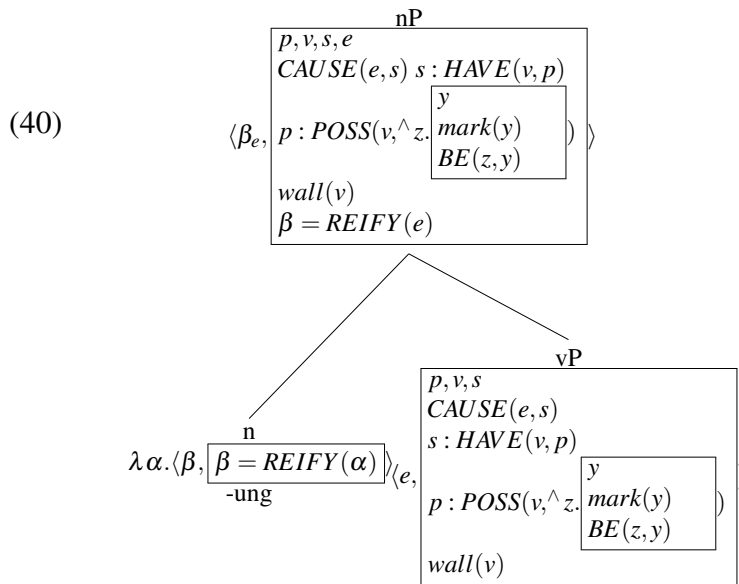 nP
p, v, s, e
CAUSE(e, s) s : HAVE(v, p)
(40)
y
⟨β_e, p : POSS(v,^ z. mark(y) ) ⟩
BE(z, y)
wall(v)
β = REIFY(e)
vP
p, v, s
CAUSE(e, s)
n
s : HAVE(v, p)
λα.⟨β, β = REIFY(α) ⟩⟨e,
-ung
y
p : POSS(v,^ z. mark(y) )
BE(z, y)
wall(v)